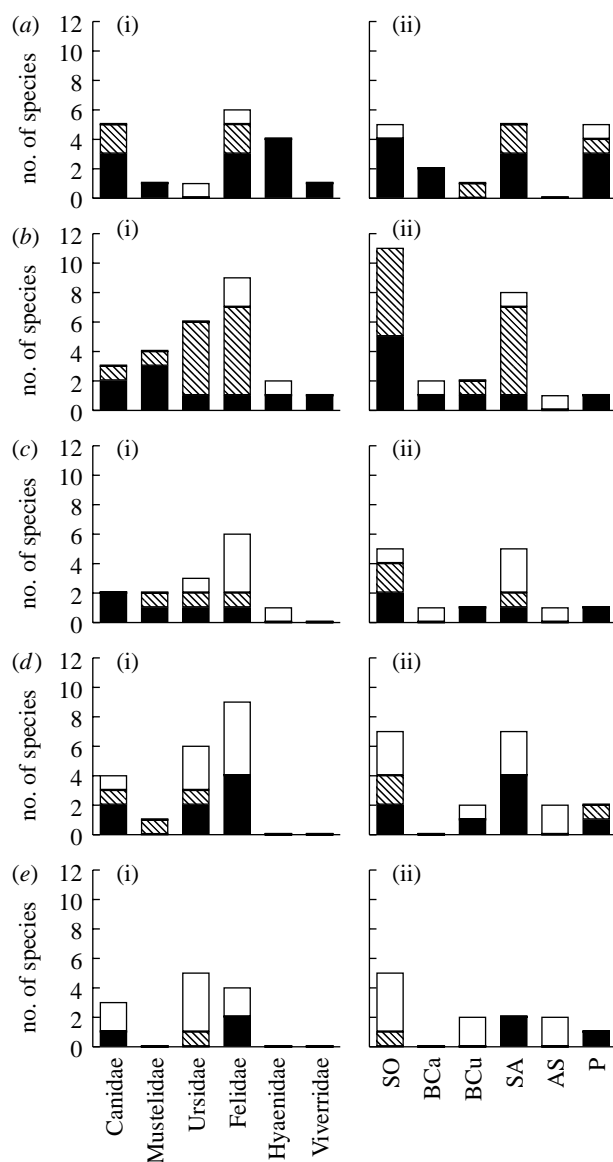 (a) (i) (ii)
no. of species
12
10
8
6
4
2
0
(b) (i) (ii)
no. of species
12
10
8
6
4
2
0
(c) (i) (ii)
no. of species
12
10
8
6
4
2
0
(d) (i) (ii)
no. of species
12
10
8
6
4
2
0
(e) (i) (ii)
no. of species
12
10
8
6
4
2
0
Canidae
Mustelidae
Ursidae
Felidae
Hyaenidae
Viverridae
SO
BCa
BCu
SA
AS
P